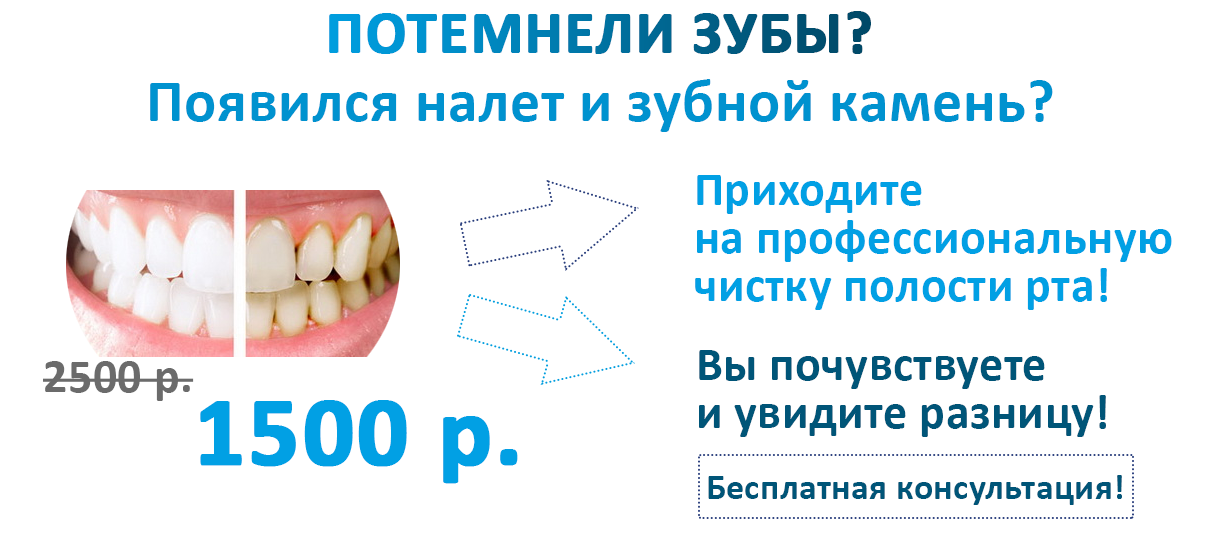 ПОТЕМНЕЛИ ЗУБЫ?
Появился налет и зубной камень?
Приходите
на профессиональную
чистку полости рта!
2500 р.
1500 р.
Вы почувствуете
и увидите разницу!
Бесплатная консультация!